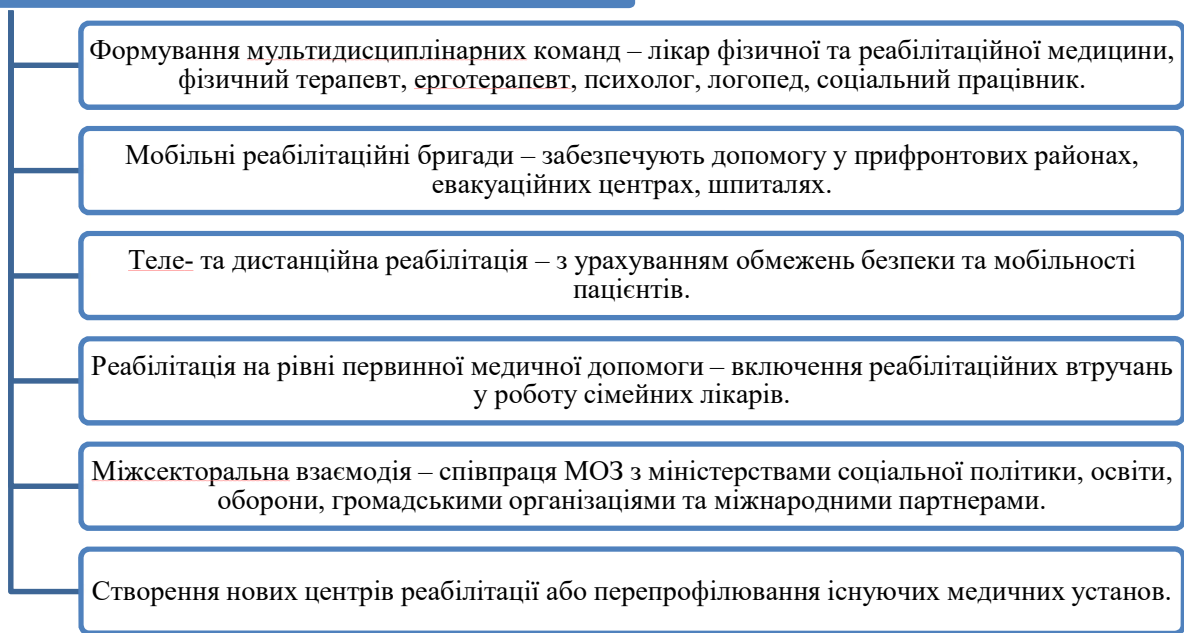 Формування мультидисциплінарних команд – лікар фізичної та реабілітаційної медицини,
фізичний терапевт, ерготерапевт, психолог, логопед, соціальний працівник.
Мобільні реабілітаційні бригади – забезпечують допомогу у прифронтових районах,
евакуаційних центрах, шпиталях.
Теле- та дистанційна реабілітація – з урахуванням обмежень безпеки та мобільності
пацієнтів.
Реабілітація на рівні первинної медичної допомоги – включення реабілітаційних втручань
у роботу сімейних лікарів.
Міжсекторальна взаємодія – співпраця МОЗ з міністерствами соціальної політики, освіти,
оборони, громадськими організаціями та міжнародними партнерами.
Створення нових центрів реабілітації або перепрофілювання існуючих медичних установ.